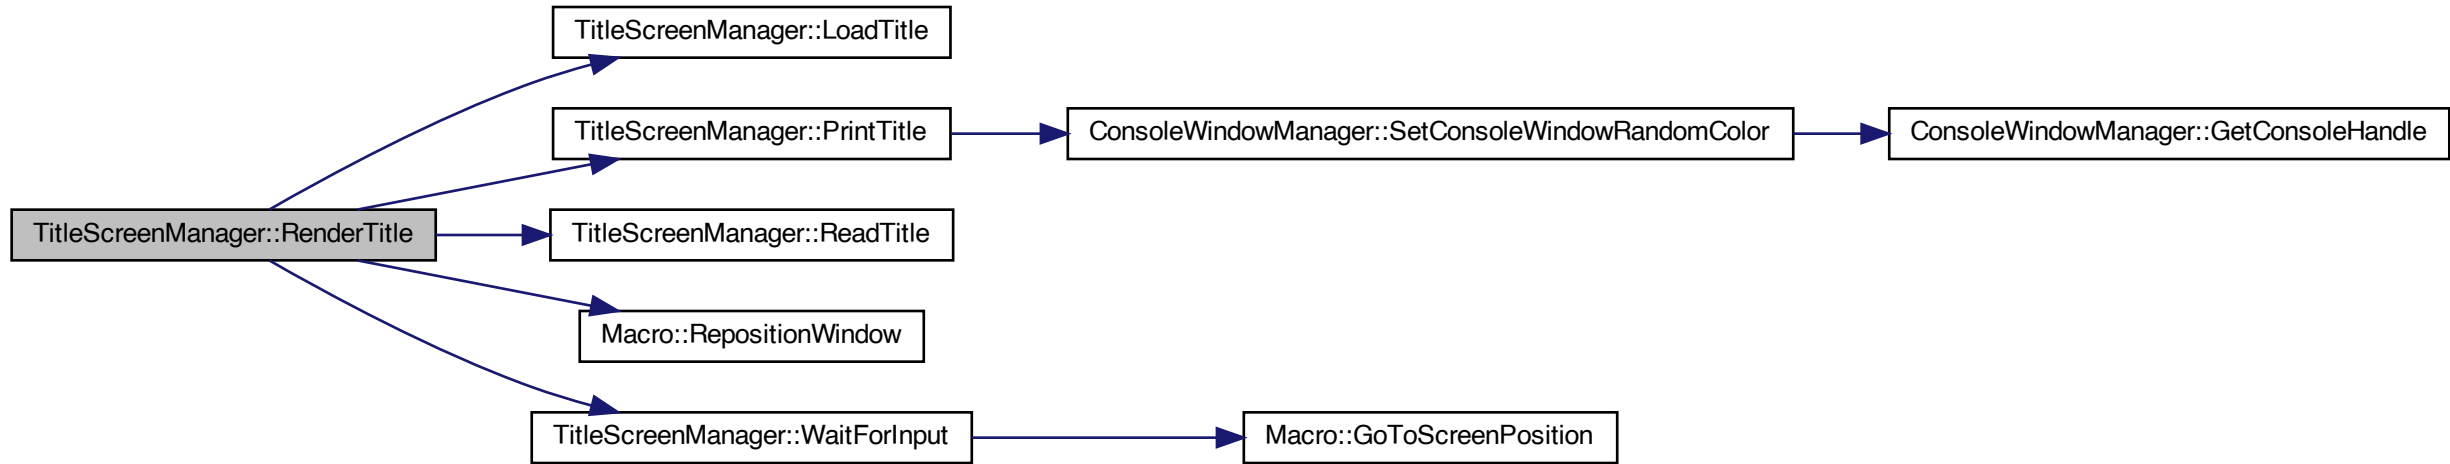 TitleScreenManager::LoadTitle
TitleScreenManager::PrintTitle
ConsoleWindowManager::SetConsoleWindowRandomColor
ConsoleWindowManager::GetConsoleHandle
TitleScreenManager::RenderTitle
TitleScreenManager::ReadTitle
Macro::RepositionWindow
TitleScreenManager::WaitForInput
Macro::GoToScreenPosition